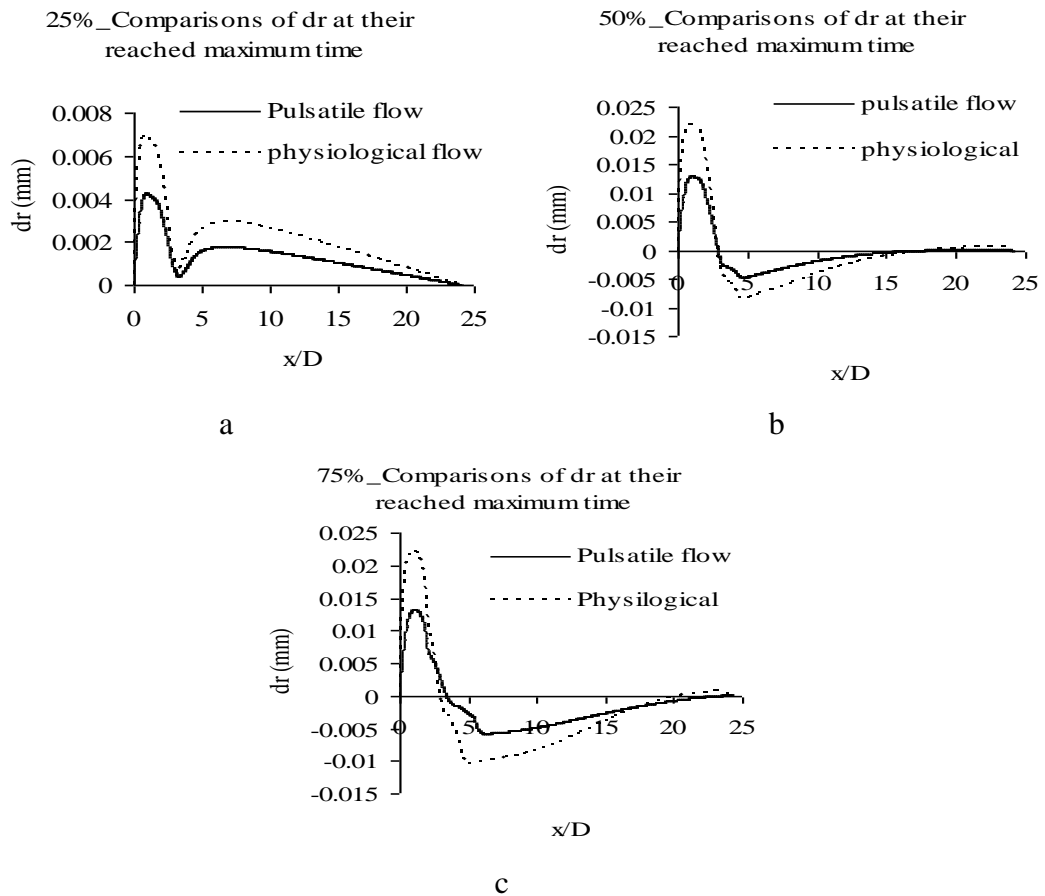 25%_Comparisons of dr at their
reached maximum time
0.008
0.006
0.004
0.002
0
dr (mm)
Pulsatile flow
physiological flow
0 5 10 15 20 25
x/D
a
50%_Comparisons of dr at their
reached maximum time
0.025
0.02
0.015
0.01
0.005
0
-0.005
-0.01
-0.015
dr (mm)
pulsatile flow
physiological
0 5 10 15 20 25
x/D
b
75%_Comparisons of dr at their
reached maximum time
0.025
0.02
0.015
0.01
0.005
0
-0.005
-0.01
-0.015
dr (mm)
Pulsatile flow
Physilogical
0 5 10 15 20 25
x/D
c